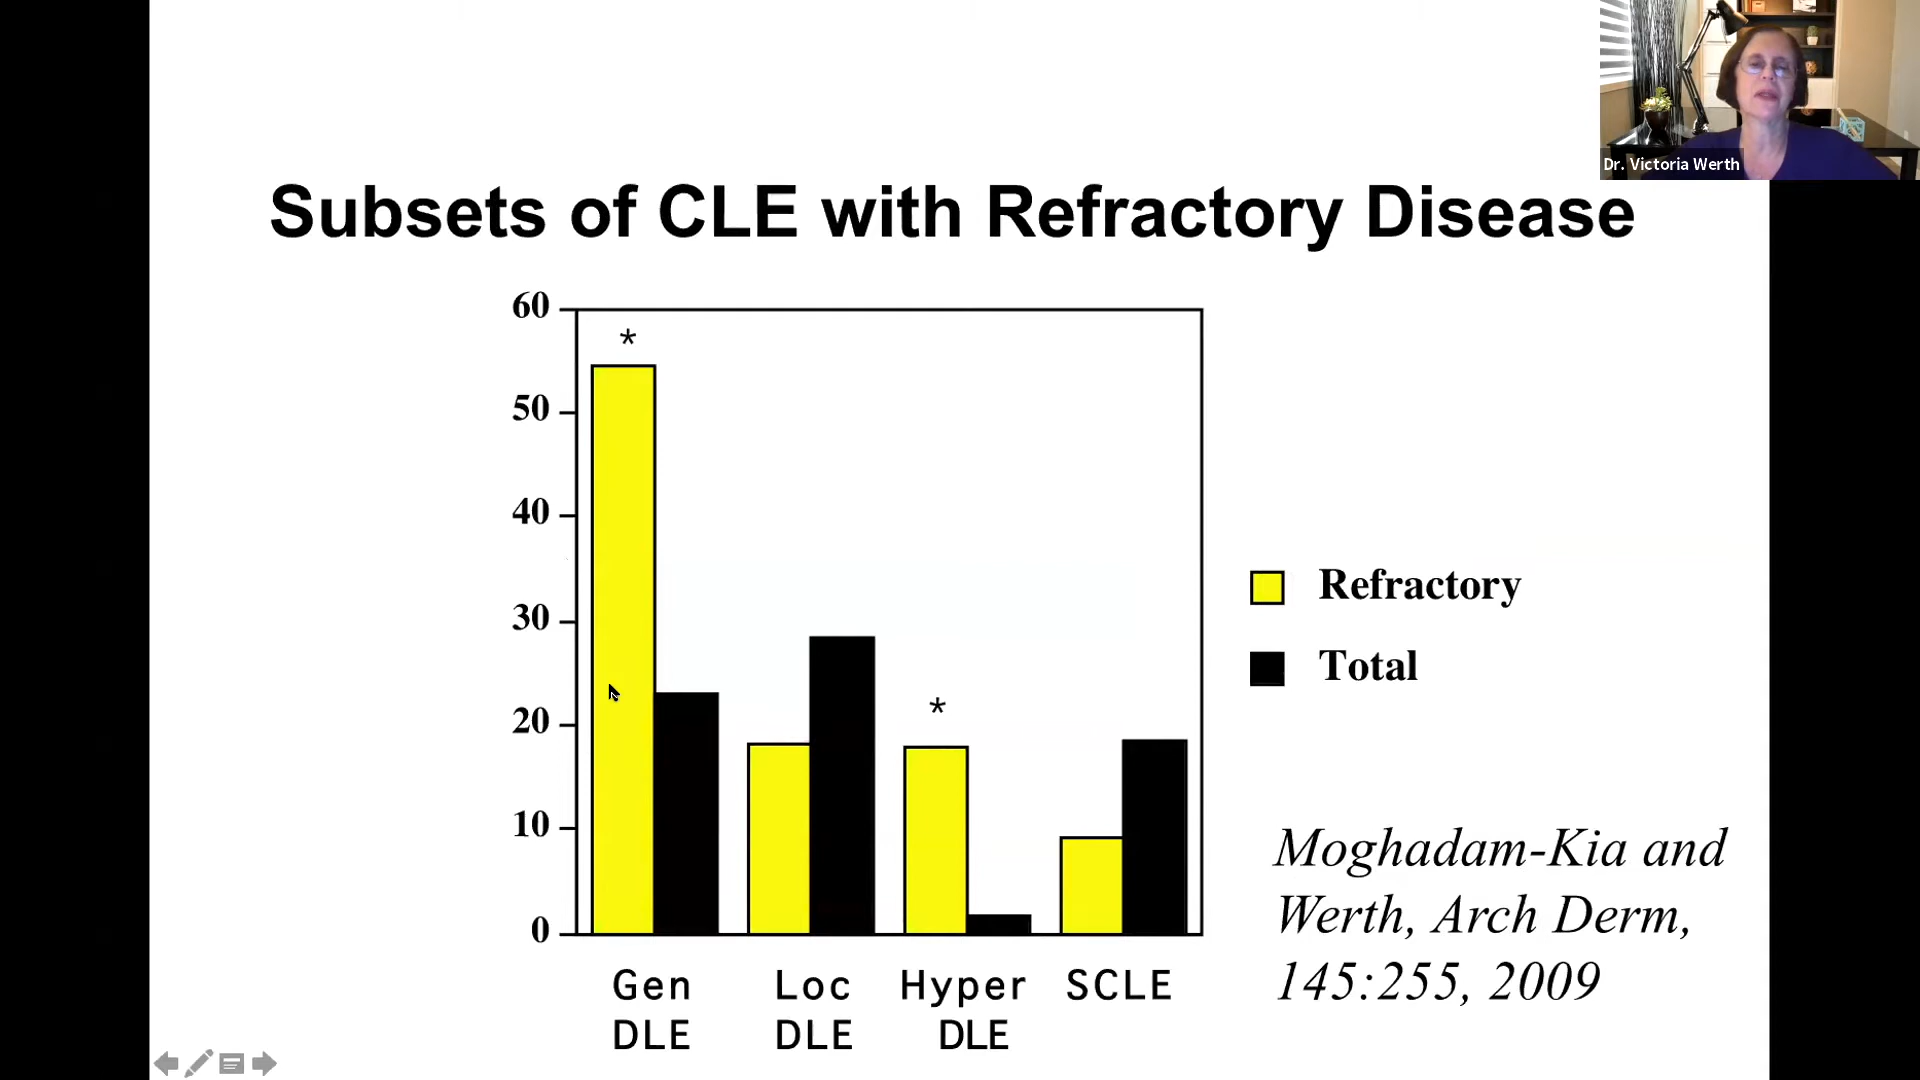 Dr. Victoria Werth
Subsets of CLE with Refractory Disease
60
50
40
30
20
10
0
*
*
Gen DLE
Loc DLE
Hyper DLE
SCLE
Refractory
Total
Moghadam-Kia and
Werth, Arch Derm,
145:255, 2009